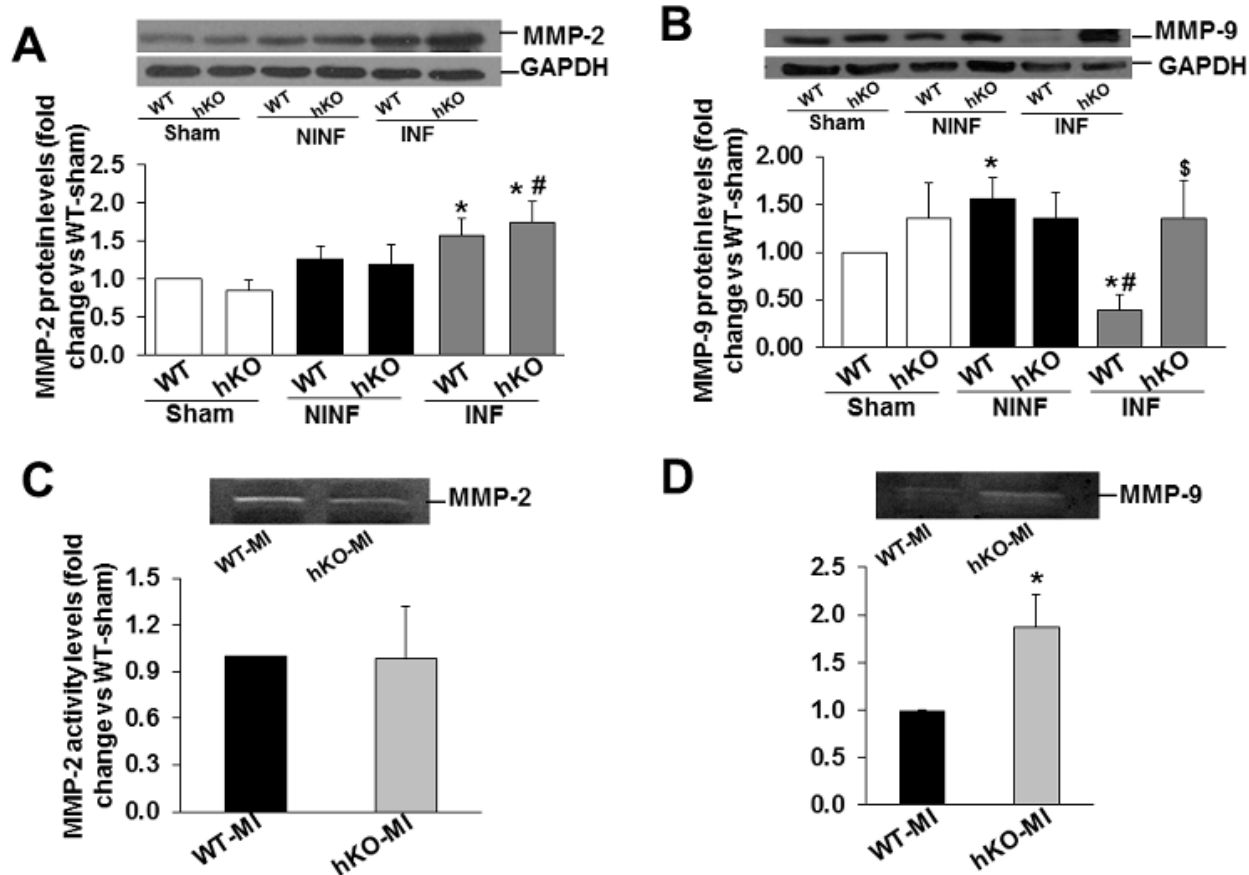 A
MMP-2
GAPDH
WT hKO WT hKO WT hKO
Sham NINF INF
MMP-2 protein levels (fold
change vs WT-sham)
2.5
2.0
1.5
1.0
0.5
0.0
*
* #
WT hKO WT hKO WT hKO
Sham NINF INF
B
MMP-9
GAPDH
WT hKO WT hKO WT hKO
Sham NINF INF
MMP-9 protein levels (fold
change vs WT-sham)
2.00
1.50
1.00
0.50
0.00
*
*#
$
WT hKO WT hKO WT hKO
Sham NINF INF
C
MMP-2
WT-MI hKO-MI
MMP-2 activity levels (fold
change vs WT-sham)
1.5
1.2
0.9
0.6
0.3
0.0
WT-MI hKO-MI
D
MMP-9
WT-MI hKO-MI
2.5
2.0
1.5
1.0
0.5
0.0
*
WT-MI hKO-MI